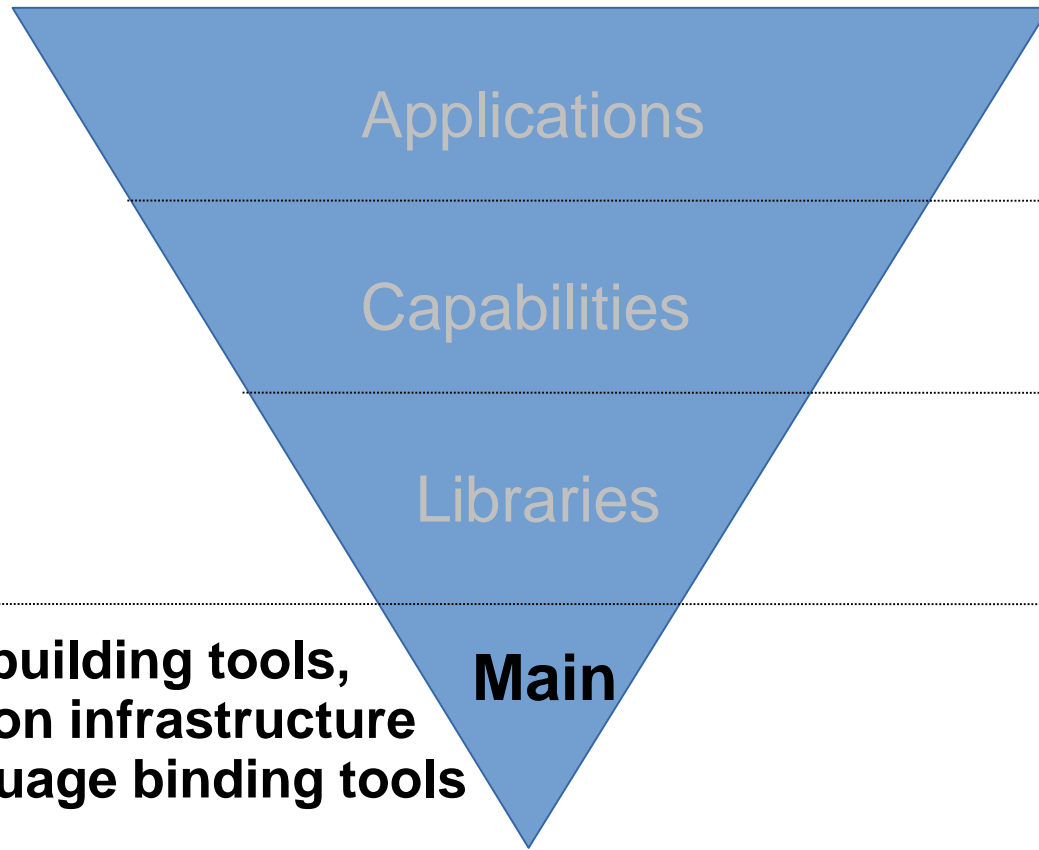 Applications
Capabilities
Libraries
Main
building tools,
on infrastructure
uage binding tools